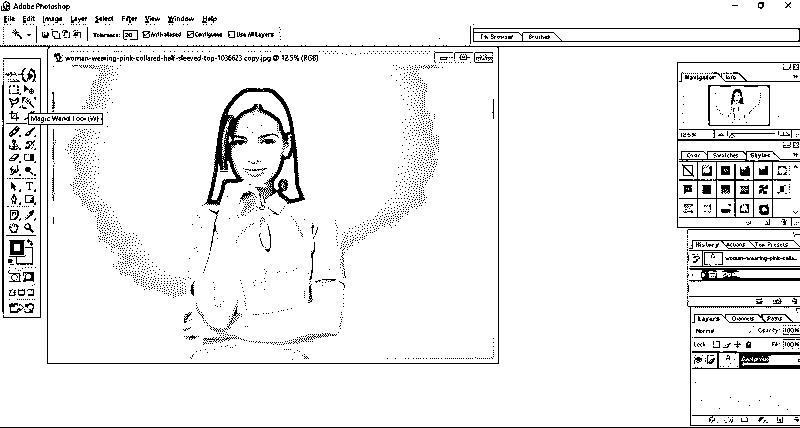 Adobe Photoshop
File Edit Image Layer Select Filter View Window Help
Tolerance: Anti-aliased Contiguous Use All Layers
File Browser Brushes
woman-wearing-pink-collared-half-sleeved-top-1036623 copy.jpg @ 12.5% (RGB)
Magic Wand Tool (W)
Navigator Info
12.5%
Color Swatches Styles
History Actions Tool Presets
woman-wearing-pink-colla...
Layers Channels Paths
Normal Opacity: 100%
Lock: Fill: 100%
Background